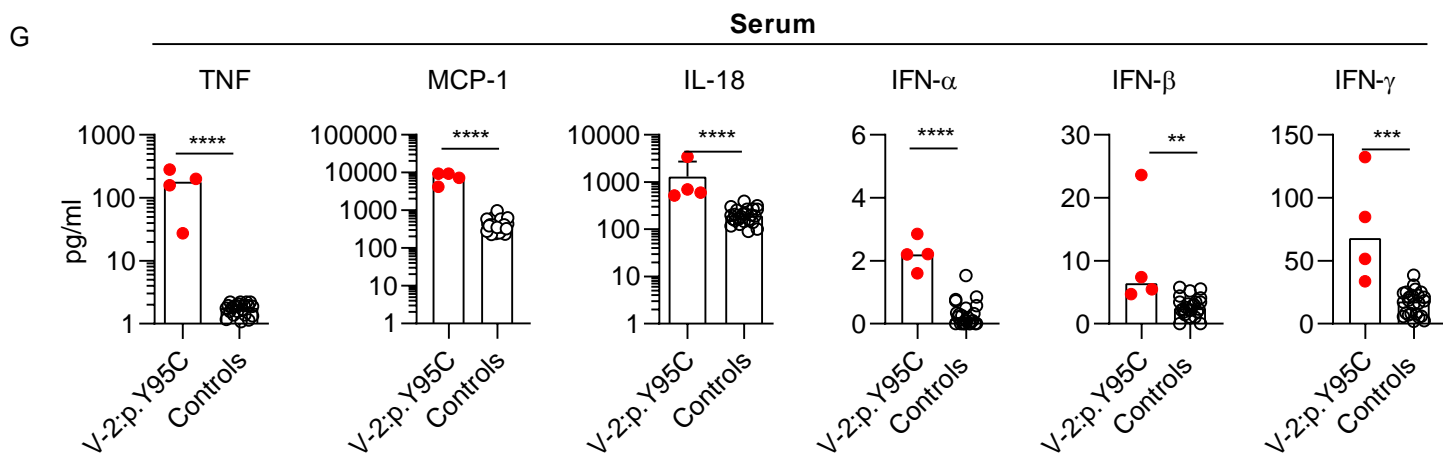 G
Serum
TNF
MCP-1
IL-18
IFN-α
IFN-β
IFN-γ
pg/ml
1000
100
10
1
****
V-2:p. Y95C
Controls
100000
10000
1000
100
10
1
****
V-2:p. Y95C
Controls
10000
1000
100
10
1
****
V-2:p. Y95C
Controls
6
4
2
0
****
V-2:p. Y95C
Controls
30
20
10
0
**
V-2:p. Y95C
Controls
150
100
50
0
***
V-2:p. Y95C
Controls